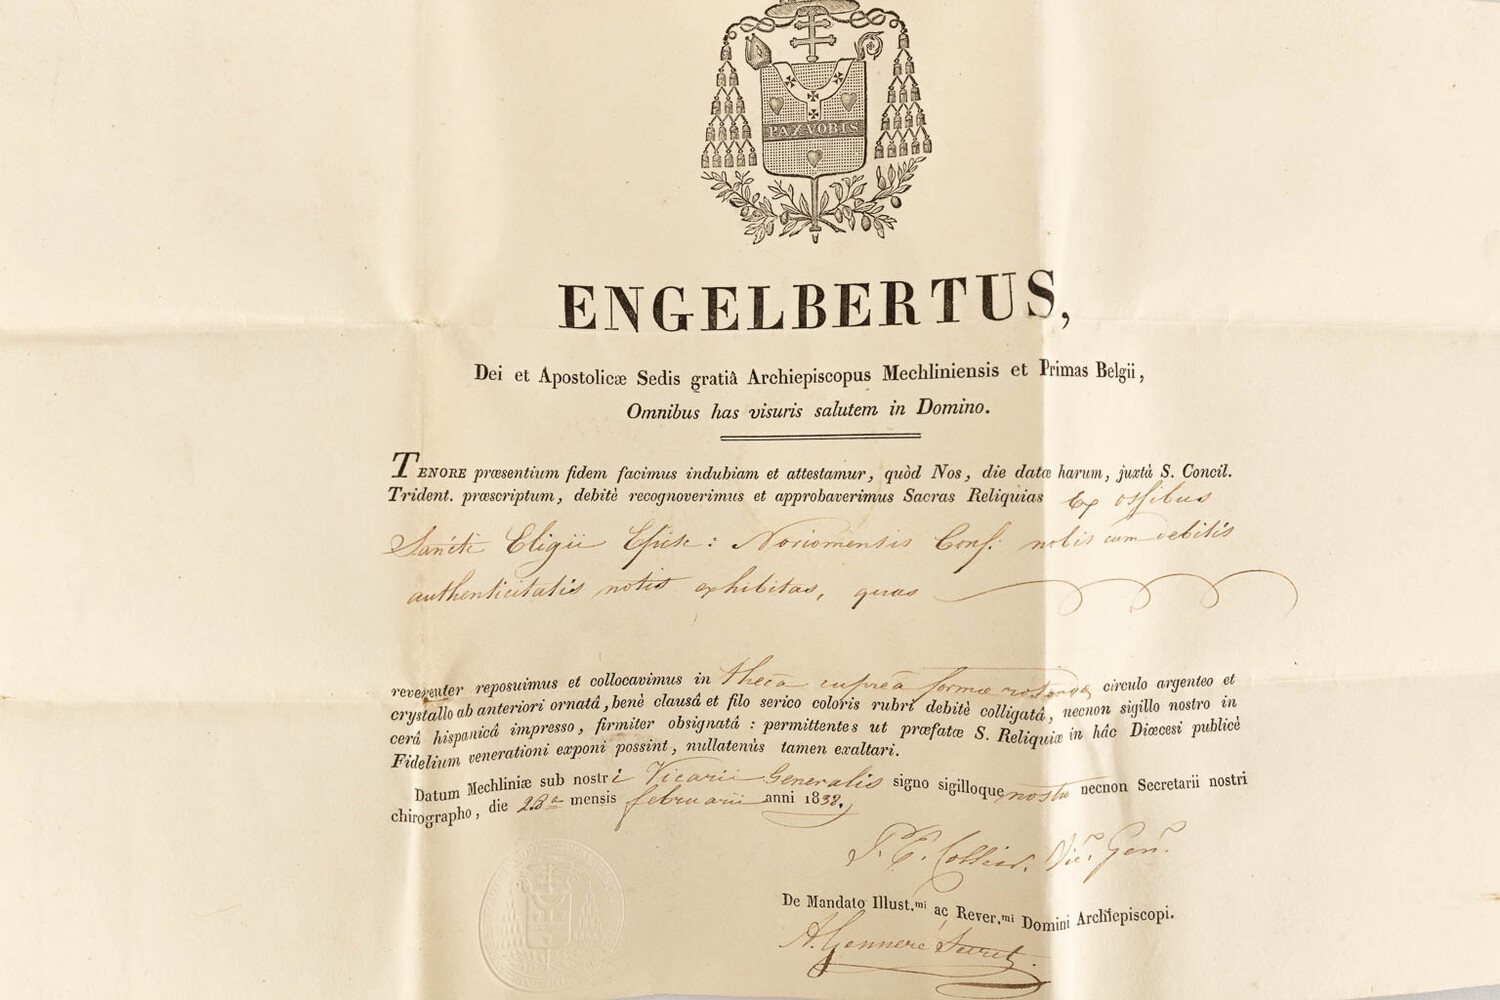 PAX VOBIS
ENGELBERTUS,
Dei et Apostolicæ Sedis gratiâ Archiepiscopus Mechliniensis et Primas Belgii,
Omnibus has visuris salutem in Domino.
TENORE præsentium fidem facimus indubiam et attestamur, quòd Nos, die datæ harum, juxtà S. Concil.
Trident. præscriptum, debitè recognoverimus et approbaverimus Sacras Reliquias Ex ossibus
Sancti Eligii Episc: Noviomensis Conf. nobis cum debitis
authenticitatis notis exhibitas, quas
reverenter reposuimus et collocavimus in thecâ cupreâ formæ rotundæ circulo argenteo et
crystallo ab anteriori ornatâ, benè clausâ et filo serico coloris rubri debitè colligatâ, necnon sigillo nostro in
cerâ hispanicâ impresso, firmiter obsignatâ : permittentes ut præfatæ S. Reliquiæ in hâc Diœcesi publicè
Fidelium venerationi exponi possint, nullatenùs tamen exaltari.
Datum Mechliniæ sub nostri Vicarii Generalis signo sigilloque nostro necnon Secretarii nostri
chirographo, die 23â mensis februarii anni 1838,
Vic. Gen.
De Mandato Illust.mi ac Rever.mi Domini Archiepiscopi.